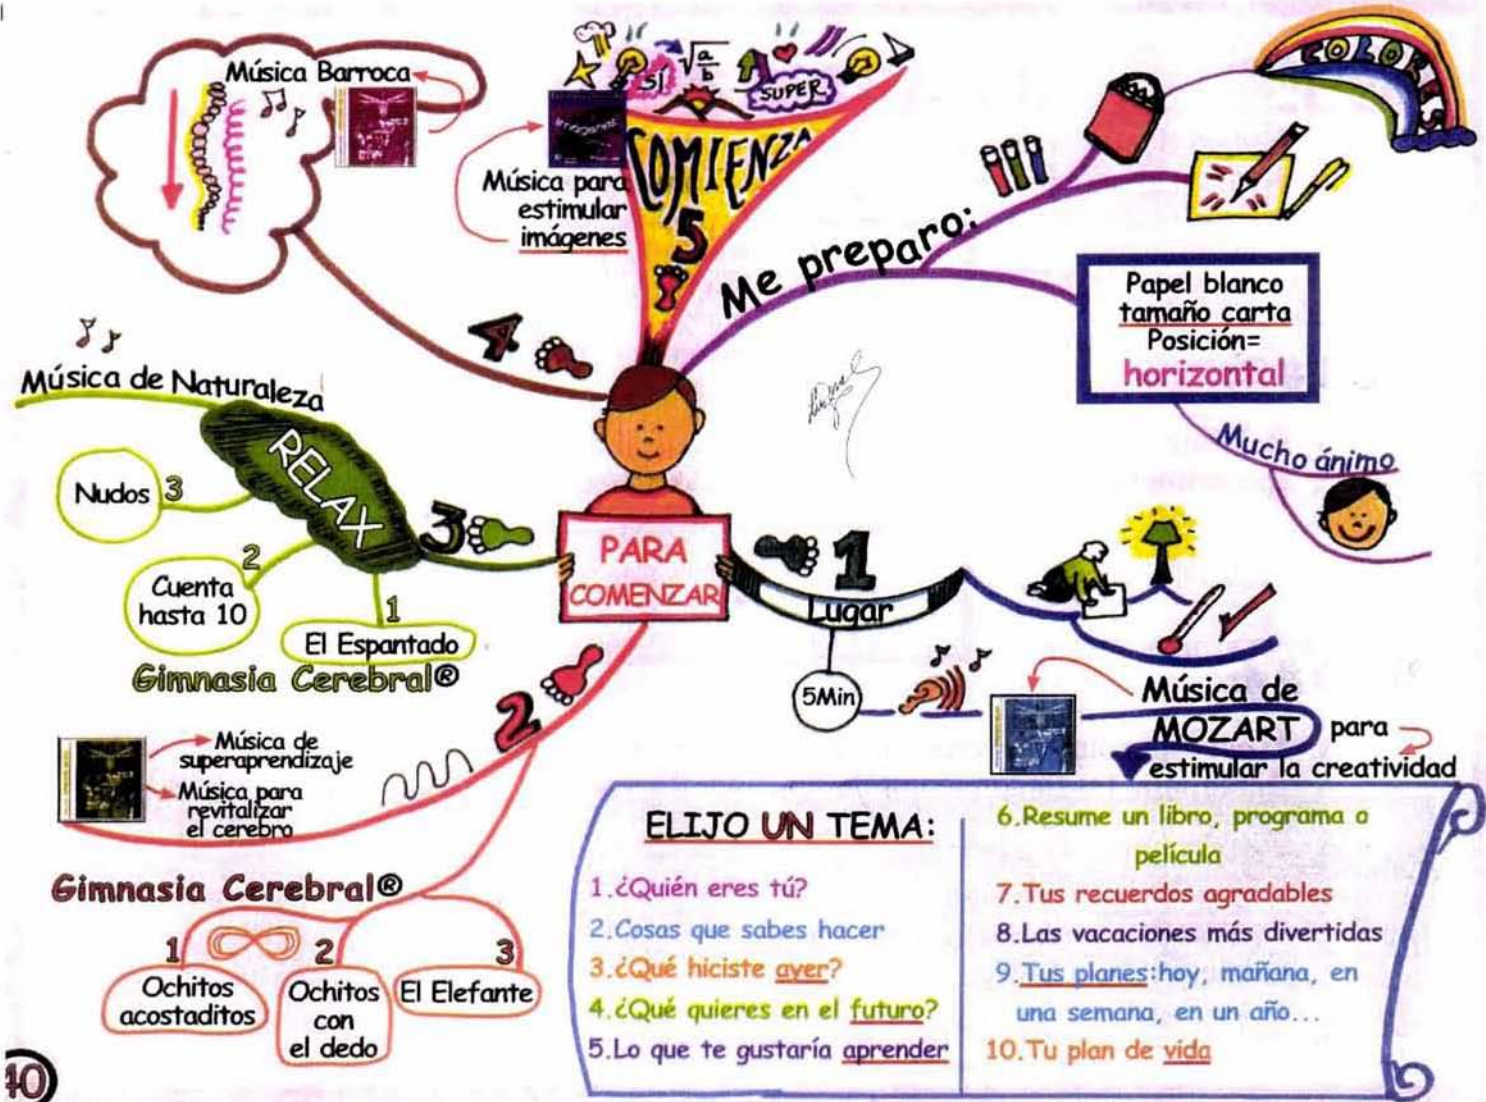 Música Barroca
Música para
estimular
imágenes
Imágenes
SÍ
√a/b
SUPER
COMIENZA
5
COLORES
Me preparo:
Papel blanco
tamaño carta
Posición=
horizontal
Mucho ánimo
4
Música de Naturaleza
RELAX
3
Nudos 3
2
Cuenta
hasta 10
1
El Espantado
Gimnasia Cerebral®
PARA
COMENZAR
1
Lugar
5Min
Música de
MOZART para
estimular la creatividad
2
Música de
superaprendizaje
Música para
revitalizar
el cerebro
Gimnasia Cerebral®
1
Ochitos
acostaditos
2
Ochitos
con
el dedo
3
El Elefante
ELIJO UN TEMA:
1.¿Quién eres tú?
2.Cosas que sabes hacer
3.¿Qué hiciste ayer?
4.¿Qué quieres en el futuro?
5.Lo que te gustaría aprender
6.Resume un libro, programa o
película
7.Tus recuerdos agradables
8.Las vacaciones más divertidas
9.Tus planes:hoy, mañana, en
una semana, en un año...
10.Tu plan de vida
40